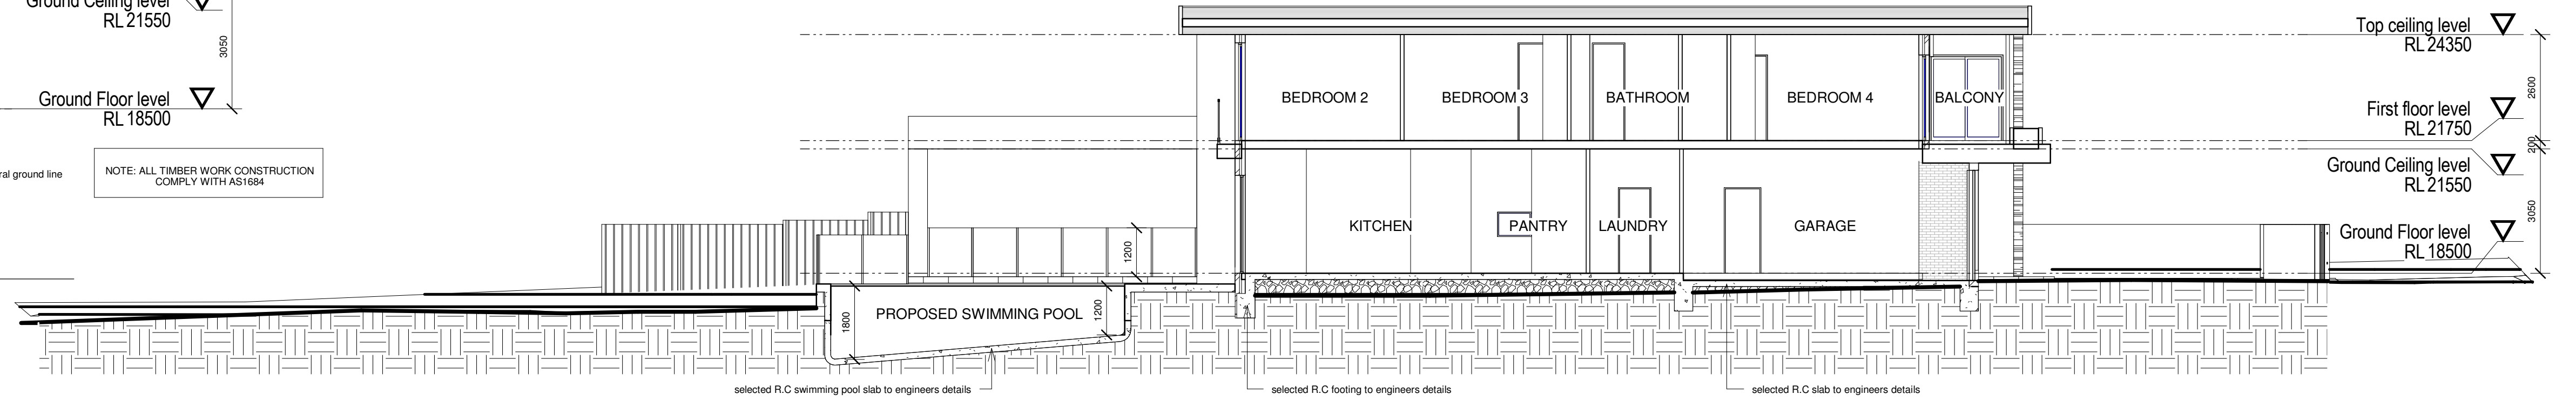 Ground Ceiling level
RL 21550
3050
Ground Floor level
RL 18500
ral ground line
NOTE: ALL TIMBER WORK CONSTRUCTION
COMPLY WITH AS1684
BEDROOM 2
BEDROOM 3
BATHROOM
BEDROOM 4
BALCONY
KITCHEN
PANTRY
LAUNDRY
GARAGE
1200
1800
PROPOSED SWIMMING POOL
1200
selected R.C swimming pool slab to engineers details
selected R.C footing to engineers details
selected R.C slab to engineers details
Top ceiling level
RL 24350
2600
First floor level
RL 21750
200
Ground Ceiling level
RL 21550
3050
Ground Floor level
RL 18500